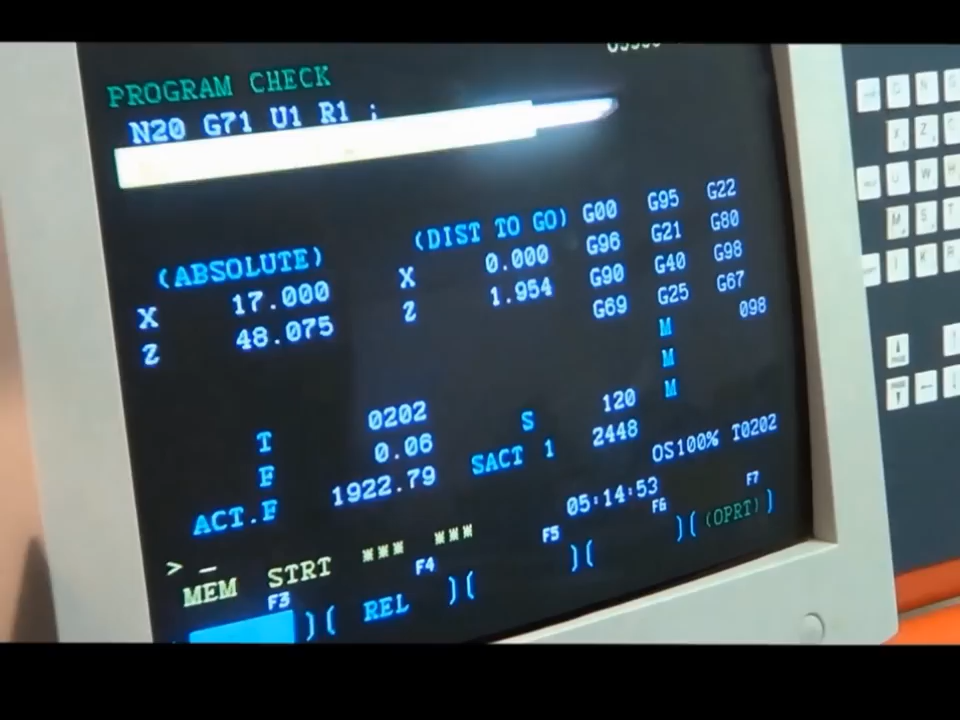 PROGRAM CHECK
N20 G71 U1 R1 ;
(ABSOLUTE) (DIST TO GO) G00 G95 G22
X 17.000 X 0.000 G96 G21 G80
Z 48.075 Z 1.954 G90 G40 G98
G69 G25 G67
M 098
M
M
T 0202 S 120
F 0.06 SACT 1 2448
ACT.F 1922.79 OS100% T0202
05:14:53
> _
MEM STRT *** ***
F3 F4 F5 F6 F7
)( REL )( )( )((OPRT))